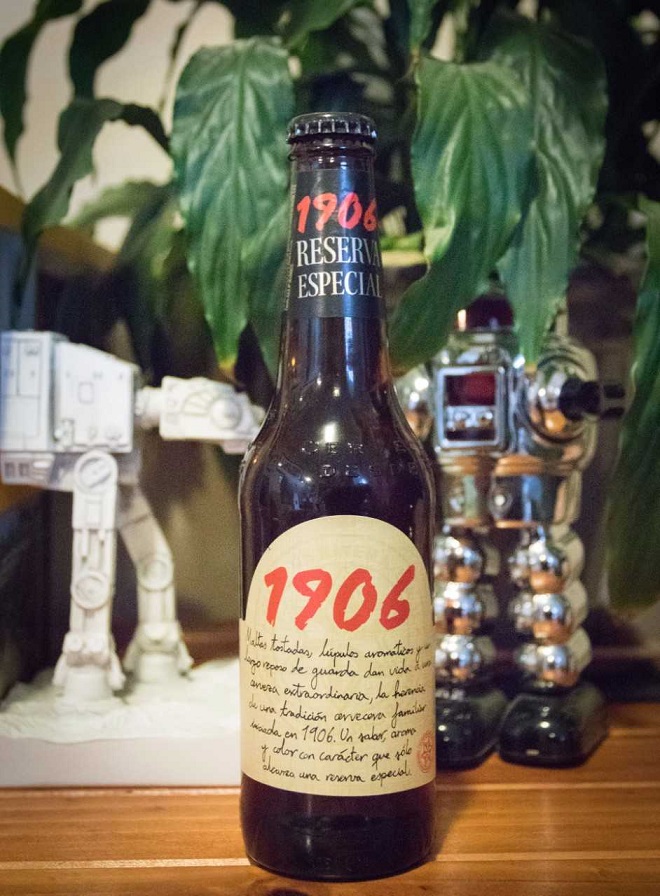 1906
RESERVA
ESPECIAL
1906
Maltas tostadas, lúpulos aromáticos y un
largo reposo de guarda dan vida a una
cerveza extraordinaria, la herencia
de una tradición cervecera familiar
iniciada en 1906. Un sabor, aroma
y color con carácter que sólo
alcanza una reserva especial.